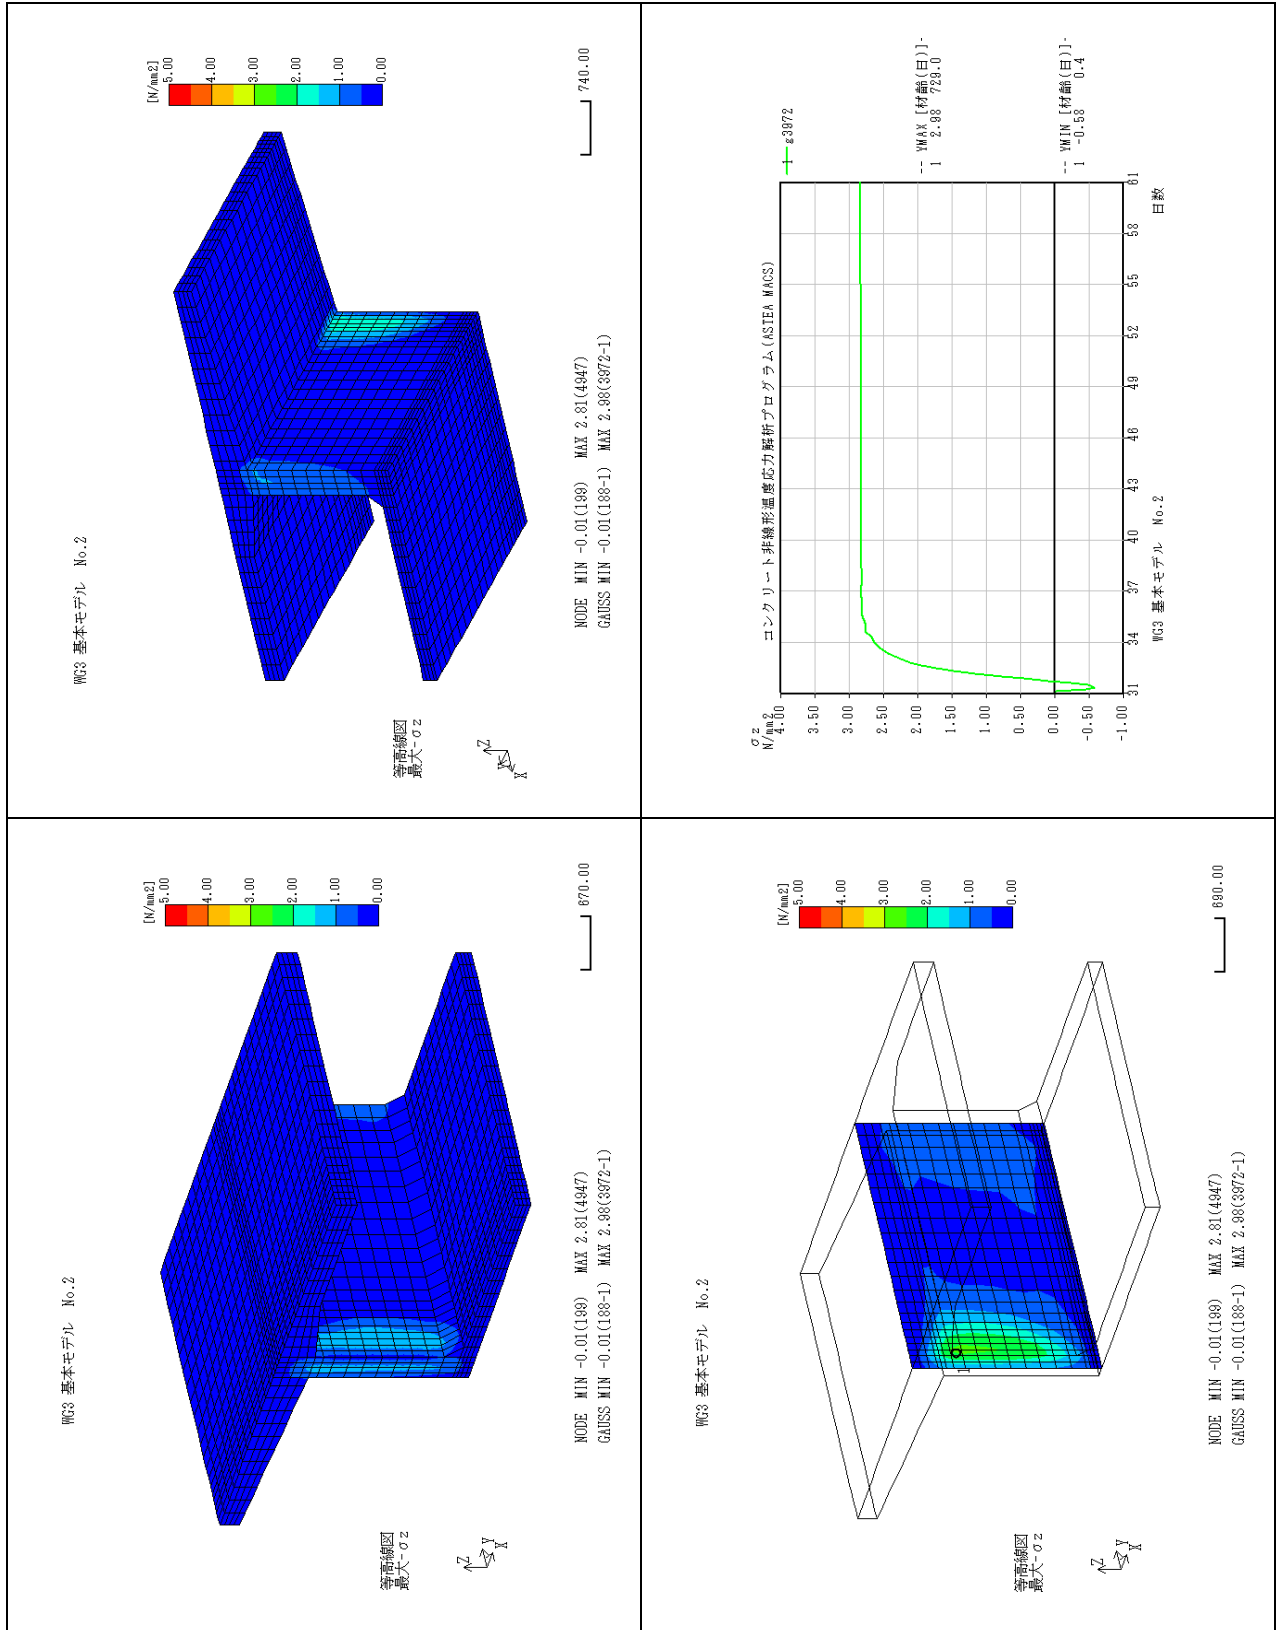 WG3 基本モデル No.2
[N/mm2]
5.00
4.00
3.00
2.00
1.00
0.00
等高線図
最大-σz
Z
Y
X
670.00
NODE MIN -0.01(199) MAX 2.81(4947)
GAUSS MIN -0.01(188-1) MAX 2.98(3972-1)
WG3 基本モデル No.2
[N/mm2]
5.00
4.00
3.00
2.00
1.00
0.00
等高線図
最大-σz
Z
Y
X
740.00
NODE MIN -0.01(199) MAX 2.81(4947)
GAUSS MIN -0.01(188-1) MAX 2.98(3972-1)
WG3 基本モデル No.2
[N/mm2]
5.00
4.00
3.00
2.00
1.00
0.00
1
等高線図
最大-σz
Z
Y
X
690.00
NODE MIN -0.01(199) MAX 2.81(4947)
GAUSS MIN -0.01(188-1) MAX 2.98(3972-1)
コンクリート非線形温度応力解析プログラム(ASTEA MACS)
σz
N/mm2
4.00
3.50
3.00
2.50
2.00
1.50
1.00
0.50
0.00
-0.50
-1.00
31 34 37 40 43 46 49 52 55 58 61
日数
WG3 基本モデル No.2
1 g3972
-- YMAX [材齢(日)]-
1 2.98 729.0
-- YMIN [材齢(日)]-
1 -0.58 0.4